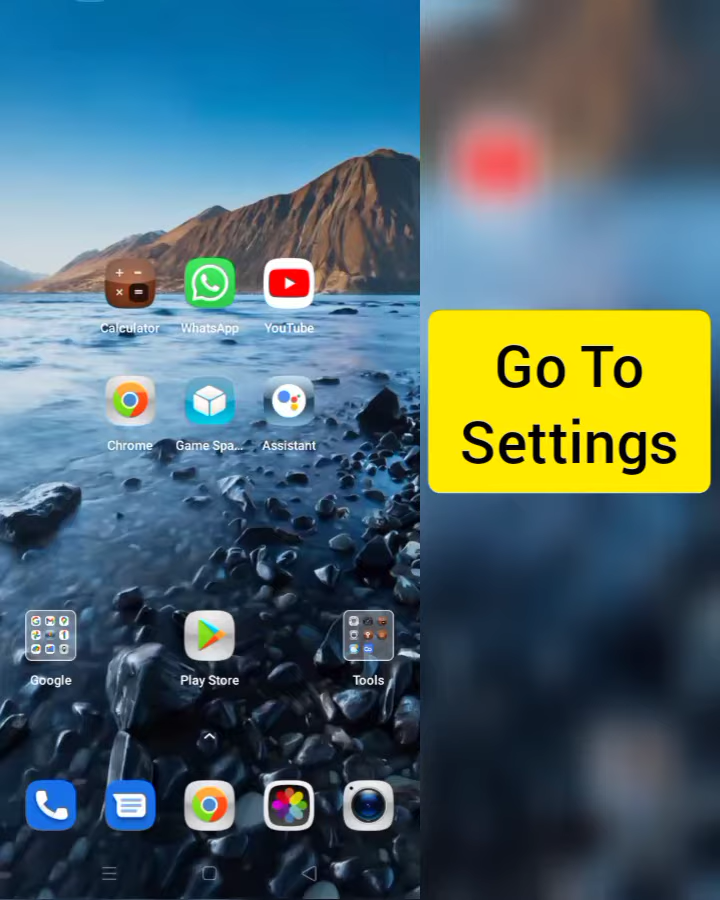 Calculator WhatsApp YouTube
Chrome Game Spa... Assistant
Go To
Settings
Google Play Store Tools